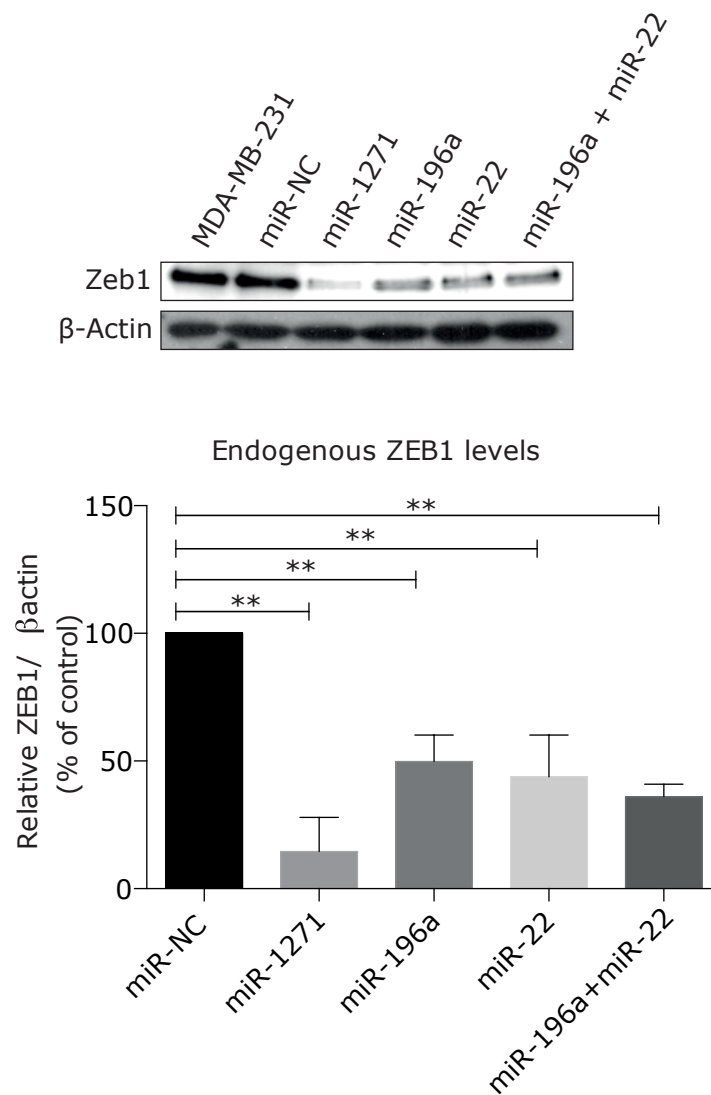 MDA-MB-231
miR-NC
miR-1271
miR-196a
miR-22
miR-196a + miR-22
Zeb1
β-Actin
Endogenous ZEB1 levels
Relative ZEB1/ βactin
(% of control)
150
100
50
0
**
**
**
**
miR-NC
miR-1271
miR-196a
miR-22
miR-196a+miR-22